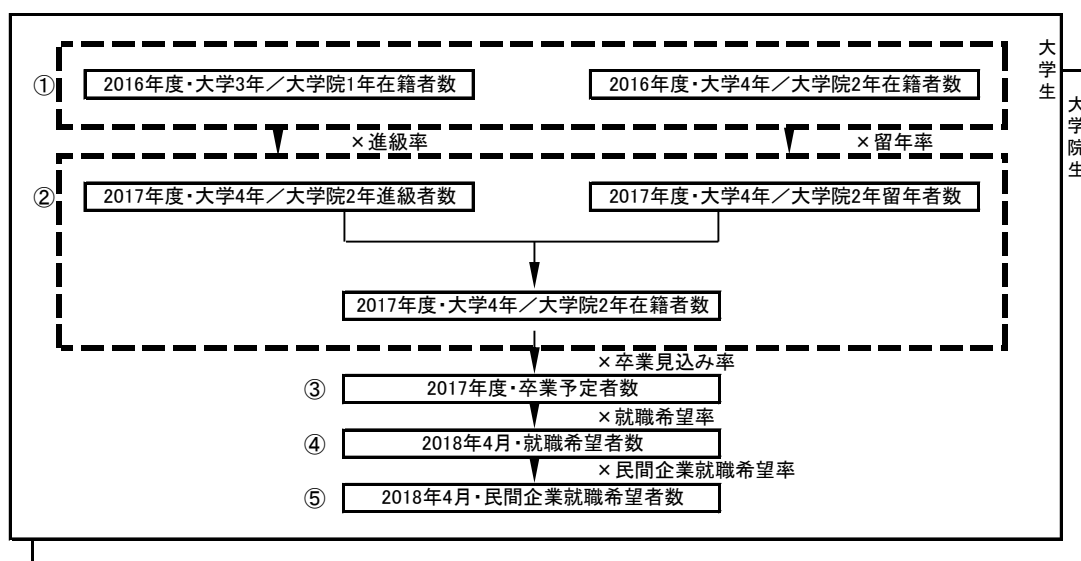 ①
2016年度・大学3年／大学院1年在籍者数
2016年度・大学4年／大学院2年在籍者数
×進級率
×留年率
②
2017年度・大学4年／大学院2年進級者数
2017年度・大学4年／大学院2年留年者数
2017年度・大学4年／大学院2年在籍者数
×卒業見込み率
③
2017年度・卒業予定者数
×就職希望率
④
2018年4月・就職希望者数
×民間企業就職希望率
⑤
2018年4月・民間企業就職希望者数
大学生
大学院生